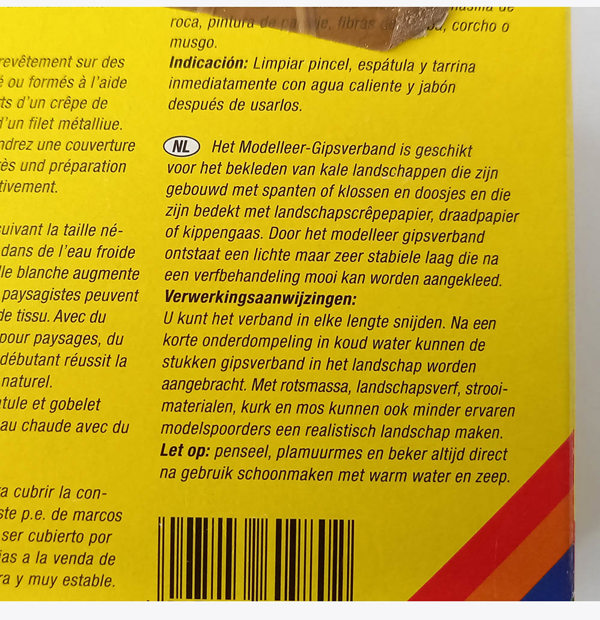 revêtement sur des
ou formés à l'aide
d'un crêpe de
d'un filet métalliue.
une couverture
und préparation
suivant la taille né-
dans de l'eau froide
blanche augmente
paysagistes peuvent
de tissu. Avec du
pour paysages, du
débutant réussit la
naturel.
et gobelet
au chaude avec du
cubrir la con-
p.e. de marcos
ser cubierto por
a la venda de
y muy estable.
roca, pintura de
fibras
corcho o
musgo.
Indicación: Limpiar pincel, espátula y tarrina
inmediatamente con agua caliente y jabón
después de usarlos.
NL Het Modelleer-Gipsverband is geschikt
voor het bekleden van kale landschappen die zijn
gebouwd met spanten of klossen en doosjes en die
zijn bedekt met landschapscrêpepapier, draadpapier
of kippengaas. Door het modelleer gipsverband
ontstaat een lichte maar zeer stabiele laag die na
een verfbehandeling mooi kan worden aangekleed.
Verwerkingsaanwijzingen:
U kunt het verband in elke lengte snijden. Na een
korte onderdompeling in koud water kunnen de
stukken gipsverband in het landschap worden
aangebracht. Met rotsmassa, landschapsverf, strooi-
materialen, kurk en mos kunnen ook minder ervaren
modelspoorders een realistisch landschap maken.
Let op: penseel, plamuurmes en beker altijd direct
na gebruik schoonmaken met warm water en zeep.